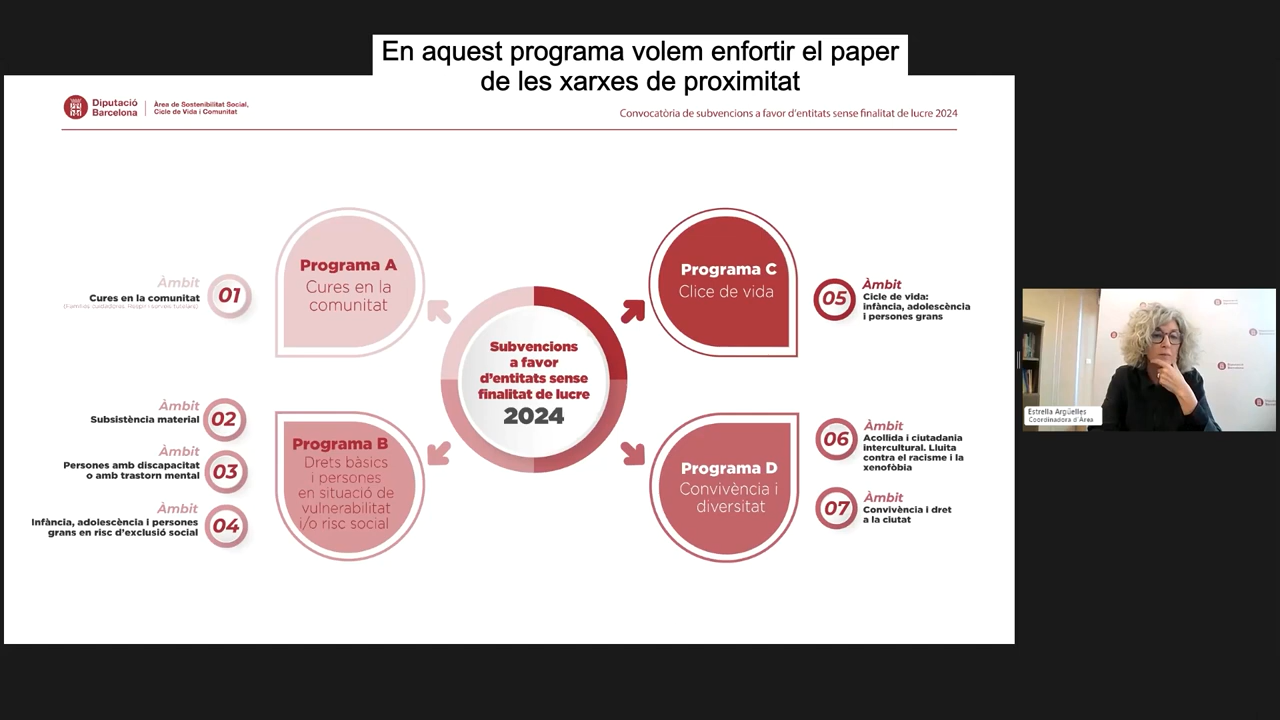 En aquest programa volem enfortir el paper
de les xarxes de proximitat
Diputació
Barcelona
Àrea de Sostenibilitat Social,
Cicle de Vida i Comunitat
Convocatòria de subvencions a favor d'entitats sense finalitat de lucre 2024
Àmbit
Cures en la comunitat
01
Programa A
Cures en la
comunitat
Àmbit
Subsistència material
02
Àmbit
Persones amb discapacitat
o amb trastorn mental
03
Àmbit
Infància, adolescència i persones
grans en risc d'exclusió social
04
Programa B
Drets bàsics
i persones
en situació de
vulnerabilitat
i/o risc social
Subvencions
a favor
d'entitats sense
finalitat de lucre
2024
Programa C
Clice de vida
05
Àmbit
Cicle de vida:
infància, adolescència
i persones grans
Programa D
Convivència i
diversitat
06
Àmbit
Acollida i ciutadania
intercultural. Lluita
contra el racisme i la
xenofòbia
07
Àmbit
Convivència i dret
a la ciutat
Estrella Argüelles
Coordinadora d'Àrea